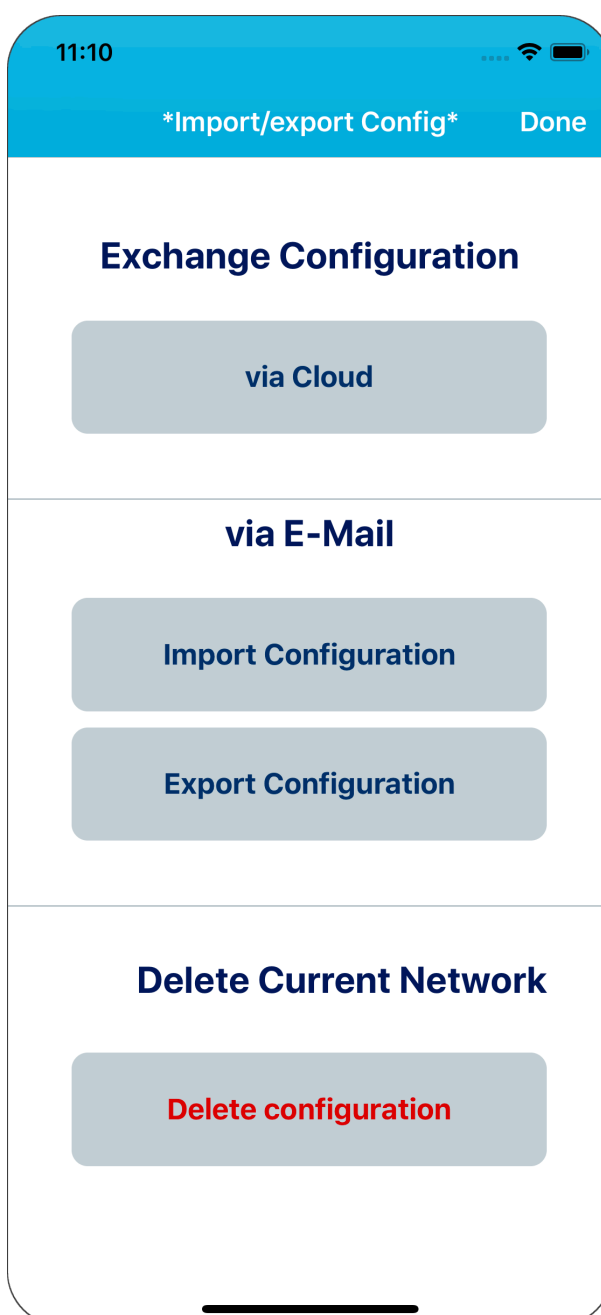 11:10
*Import/export Config* Done
Exchange Configuration
via Cloud
via E-Mail
Import Configuration
Export Configuration
Delete Current Network
Delete configuration